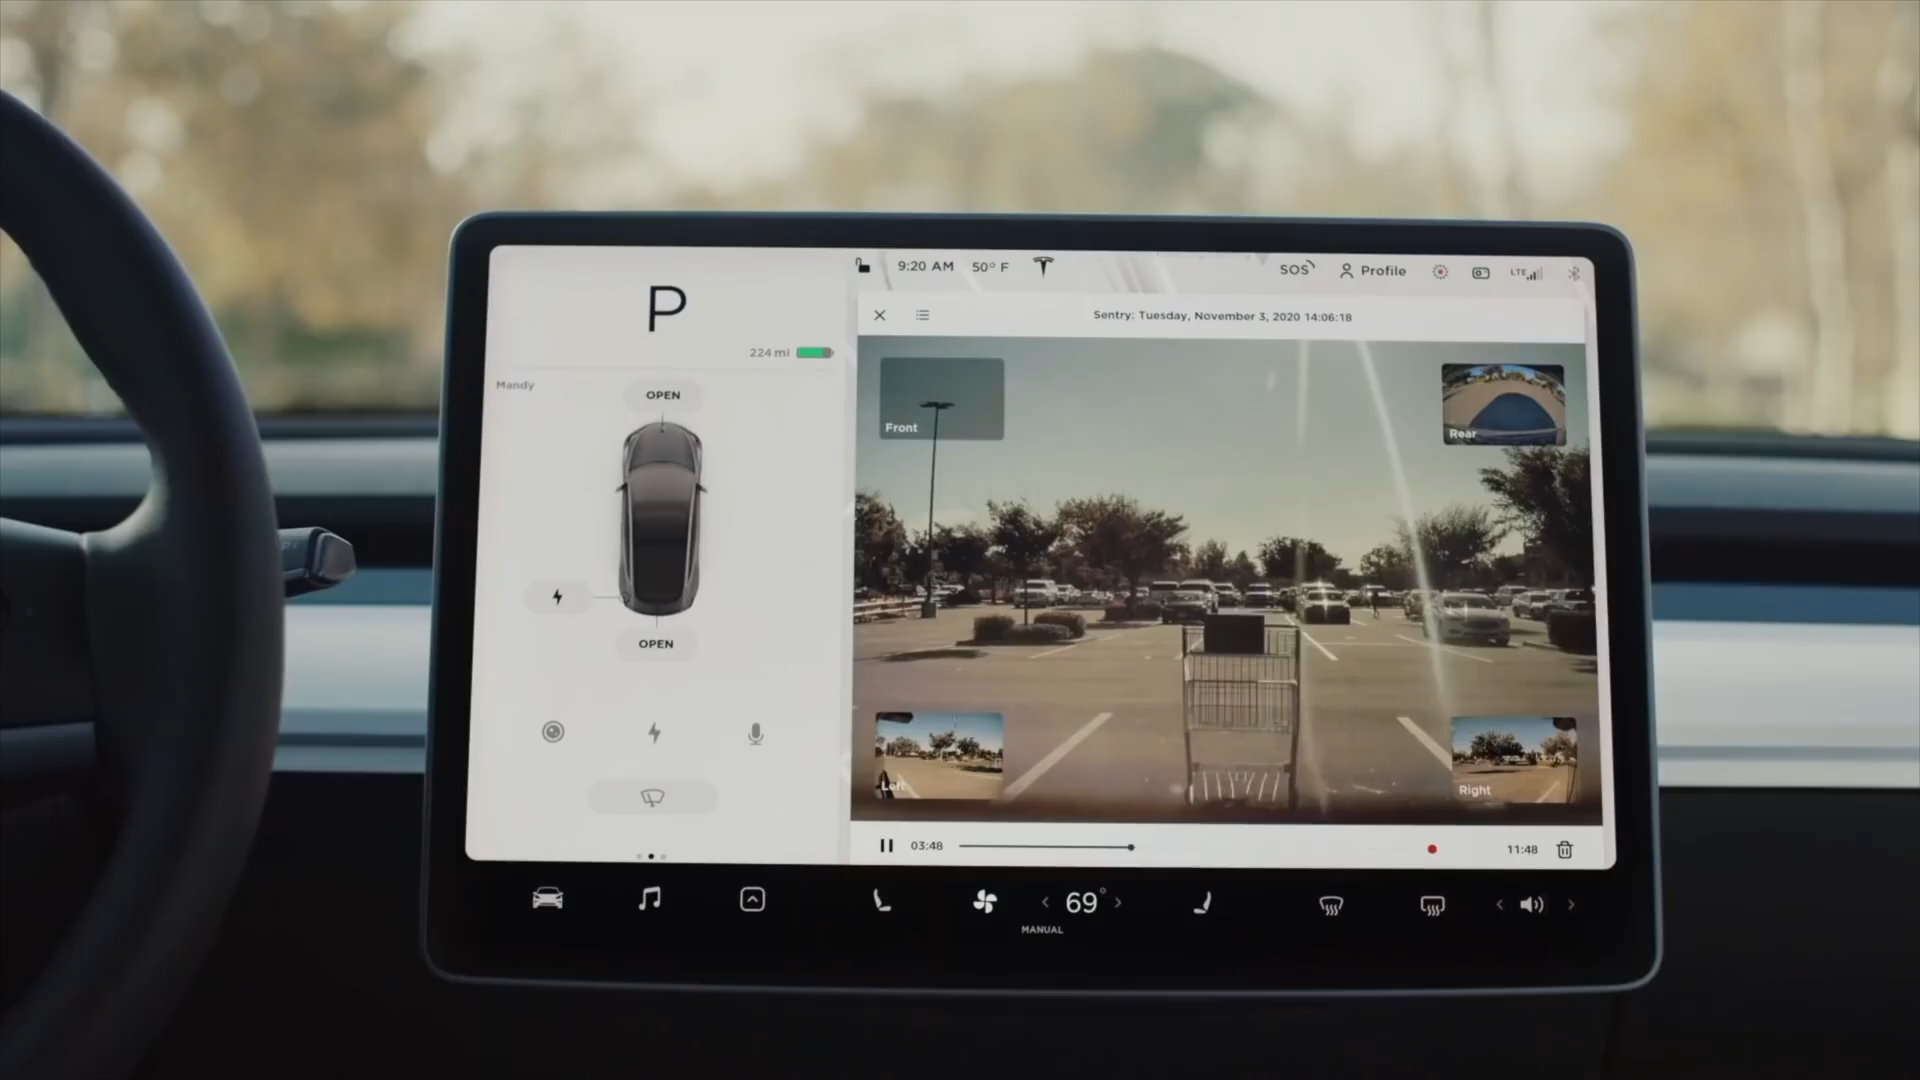 P
224 mi
Mandy
OPEN
OPEN
9:20 AM 50° F
SOS Profile LTE
Sentry: Tuesday, November 3, 2020 14:06:18
Front
Rear
Left
Right
03:48
11:48
69°
MANUAL